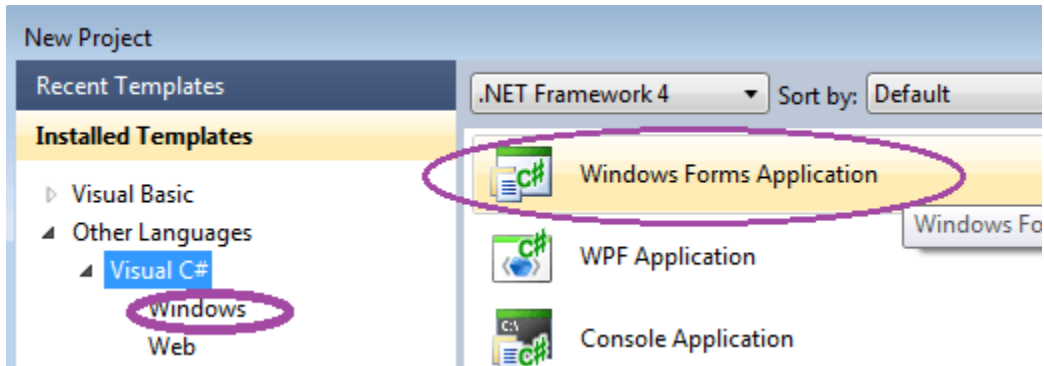 New Project
Recent Templates
.NET Framework 4 Sort by: Default
Installed Templates
Windows Forms Application
Visual Basic
Other Languages
Windows Fo
Visual C#
WPF Application
Windows
Web
Console Application